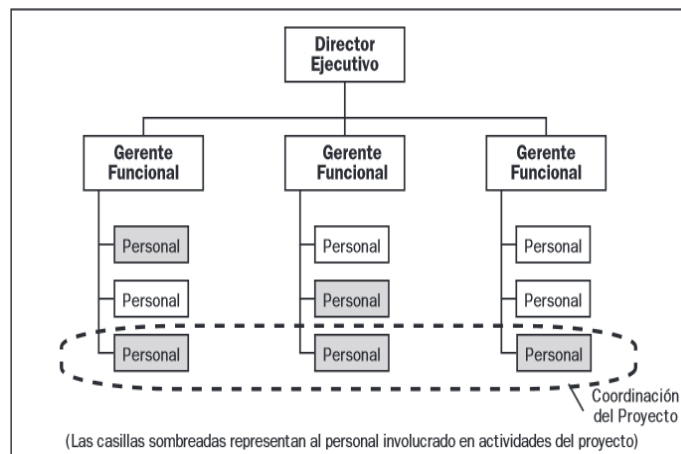 Director
Ejecutivo
Gerente
Funcional
Gerente
Funcional
Gerente
Funcional
Personal
Personal
Personal
Personal
Personal
Personal
Personal
Personal
Personal
Coordinación
del Proyecto
(Las casillas sombreadas representan al personal involucrado en actividades del proyecto)